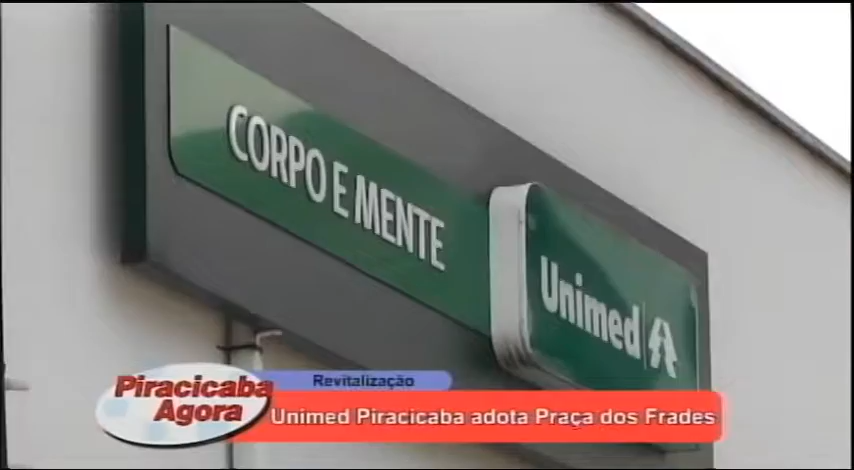 CORPO E MENTE
Unimed
Piracicaba
Agora
Revitalização
Unimed Piracicaba adota Praça dos Frades